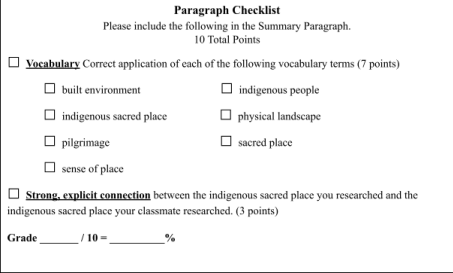 Paragraph Checklist
Please include the following in the Summary Paragraph.
10 Total Points
☐ Vocabulary Correct application of each of the following vocabulary terms (7 points)
☐ built environment ☐ indigenous people
☐ indigenous sacred place ☐ physical landscape
☐ pilgrimage ☐ sacred place
☐ sense of place
☐ Strong, explicit connection between the indigenous sacred place you researched and the
indigenous sacred place your classmate researched. (3 points)
Grade _______ / 10 = __________%